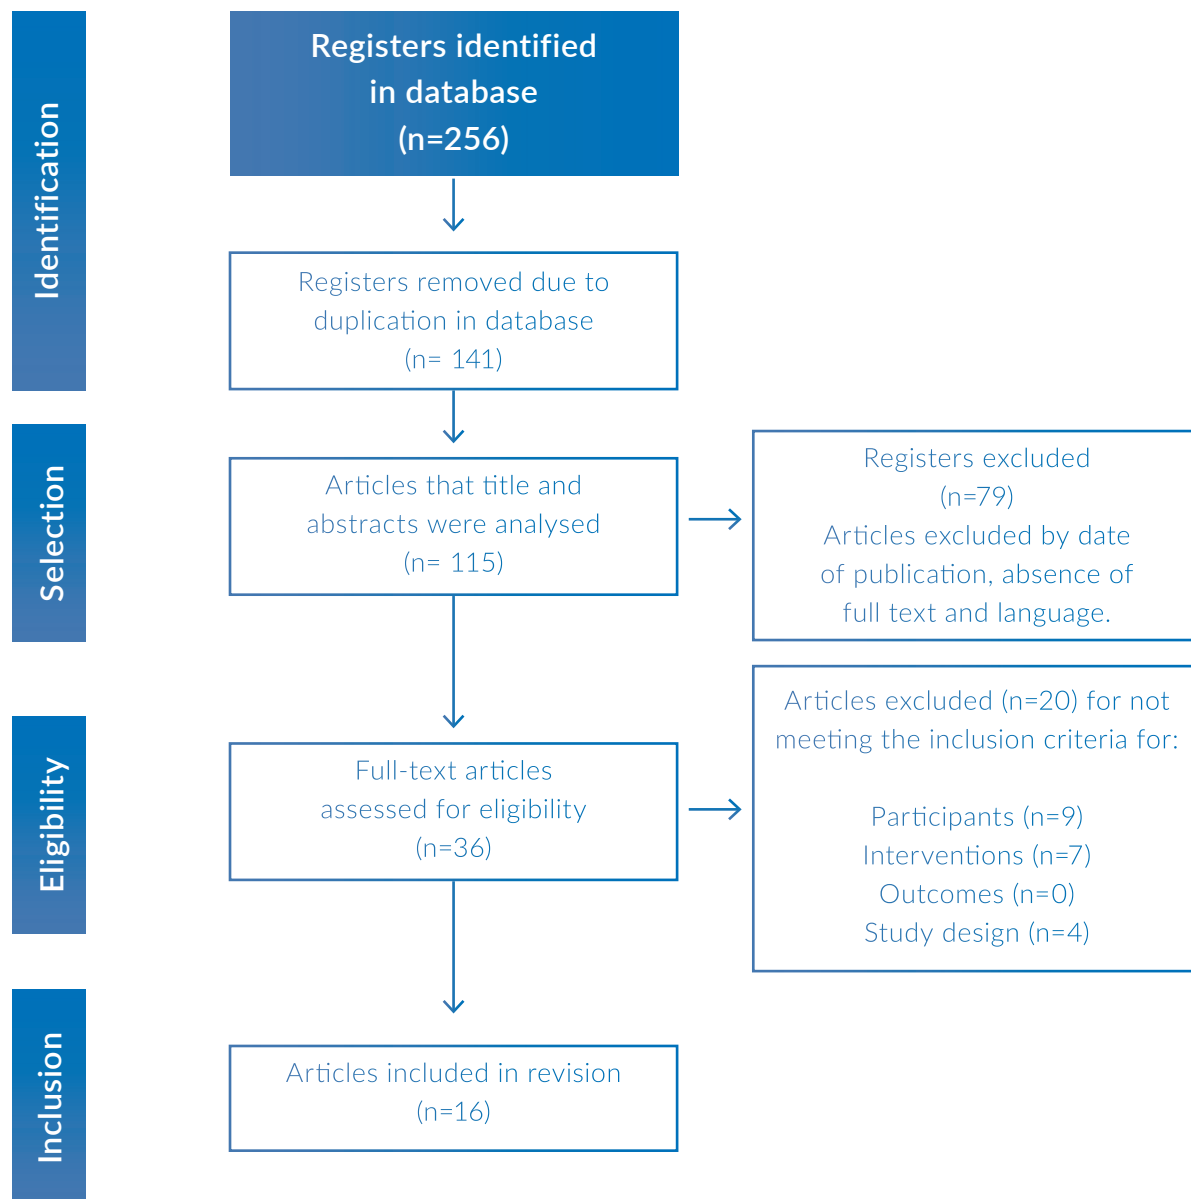 Identification
Registers identified
in database
(n=256)
Registers removed due to
duplication in database
(n= 141)
Selection
Articles that title and
abstracts were analysed
(n= 115)
Registers excluded
(n=79)
Articles excluded by date
of publication, absence of
full text and language.
Eligibility
Full-text articles
assessed for eligibility
(n=36)
Articles excluded (n=20) for not
meeting the inclusion criteria for:
Participants (n=9)
Interventions (n=7)
Outcomes (n=0)
Study design (n=4)
Inclusion
Articles included in revision
(n=16)